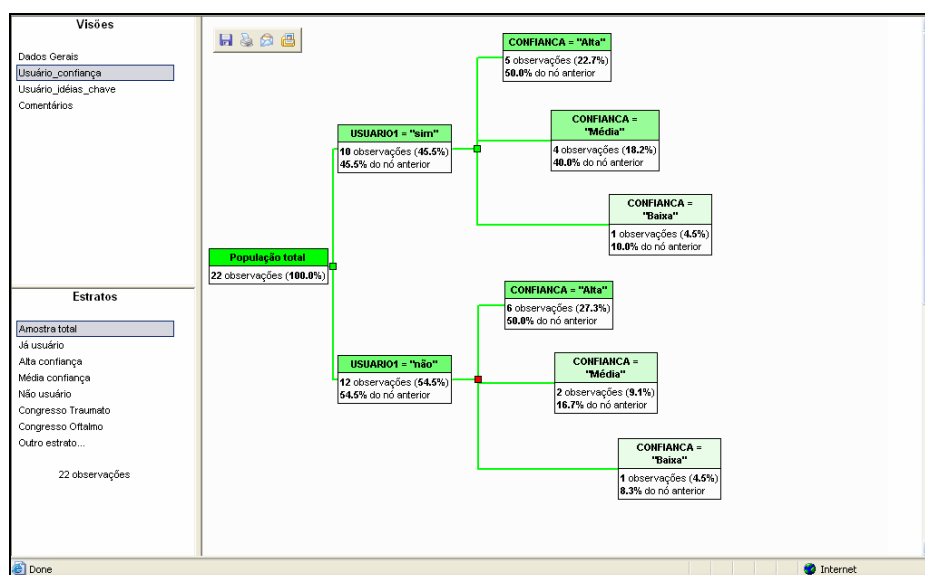 Visões
Dados Gerais
Usuário_confiança
Usuário_idéias_chave
Comentários
Estratos
Amostra total
Já usuário
Alta confiança
Média confiança
Não usuário
Congresso Traumato
Congresso Oftalmo
Outro estrato...
22 observações
População total
22 observações (100.0%)
USUARIO1 = "sim"
10 observações (45.5%)
45.5% do nó anterior
CONFIANCA = "Alta"
5 observações (22.7%)
50.0% do nó anterior
CONFIANCA =
"Média"
4 observações (18.2%)
40.0% do nó anterior
CONFIANCA =
"Baixa"
1 observações (4.5%)
10.0% do nó anterior
USUARIO1 = "não"
12 observações (54.5%)
54.5% do nó anterior
CONFIANCA = "Alta"
6 observações (27.3%)
50.0% do nó anterior
CONFIANCA =
"Média"
2 observações (9.1%)
16.7% do nó anterior
CONFIANCA =
"Baixa"
1 observações (4.5%)
8.3% do nó anterior
Done
Internet